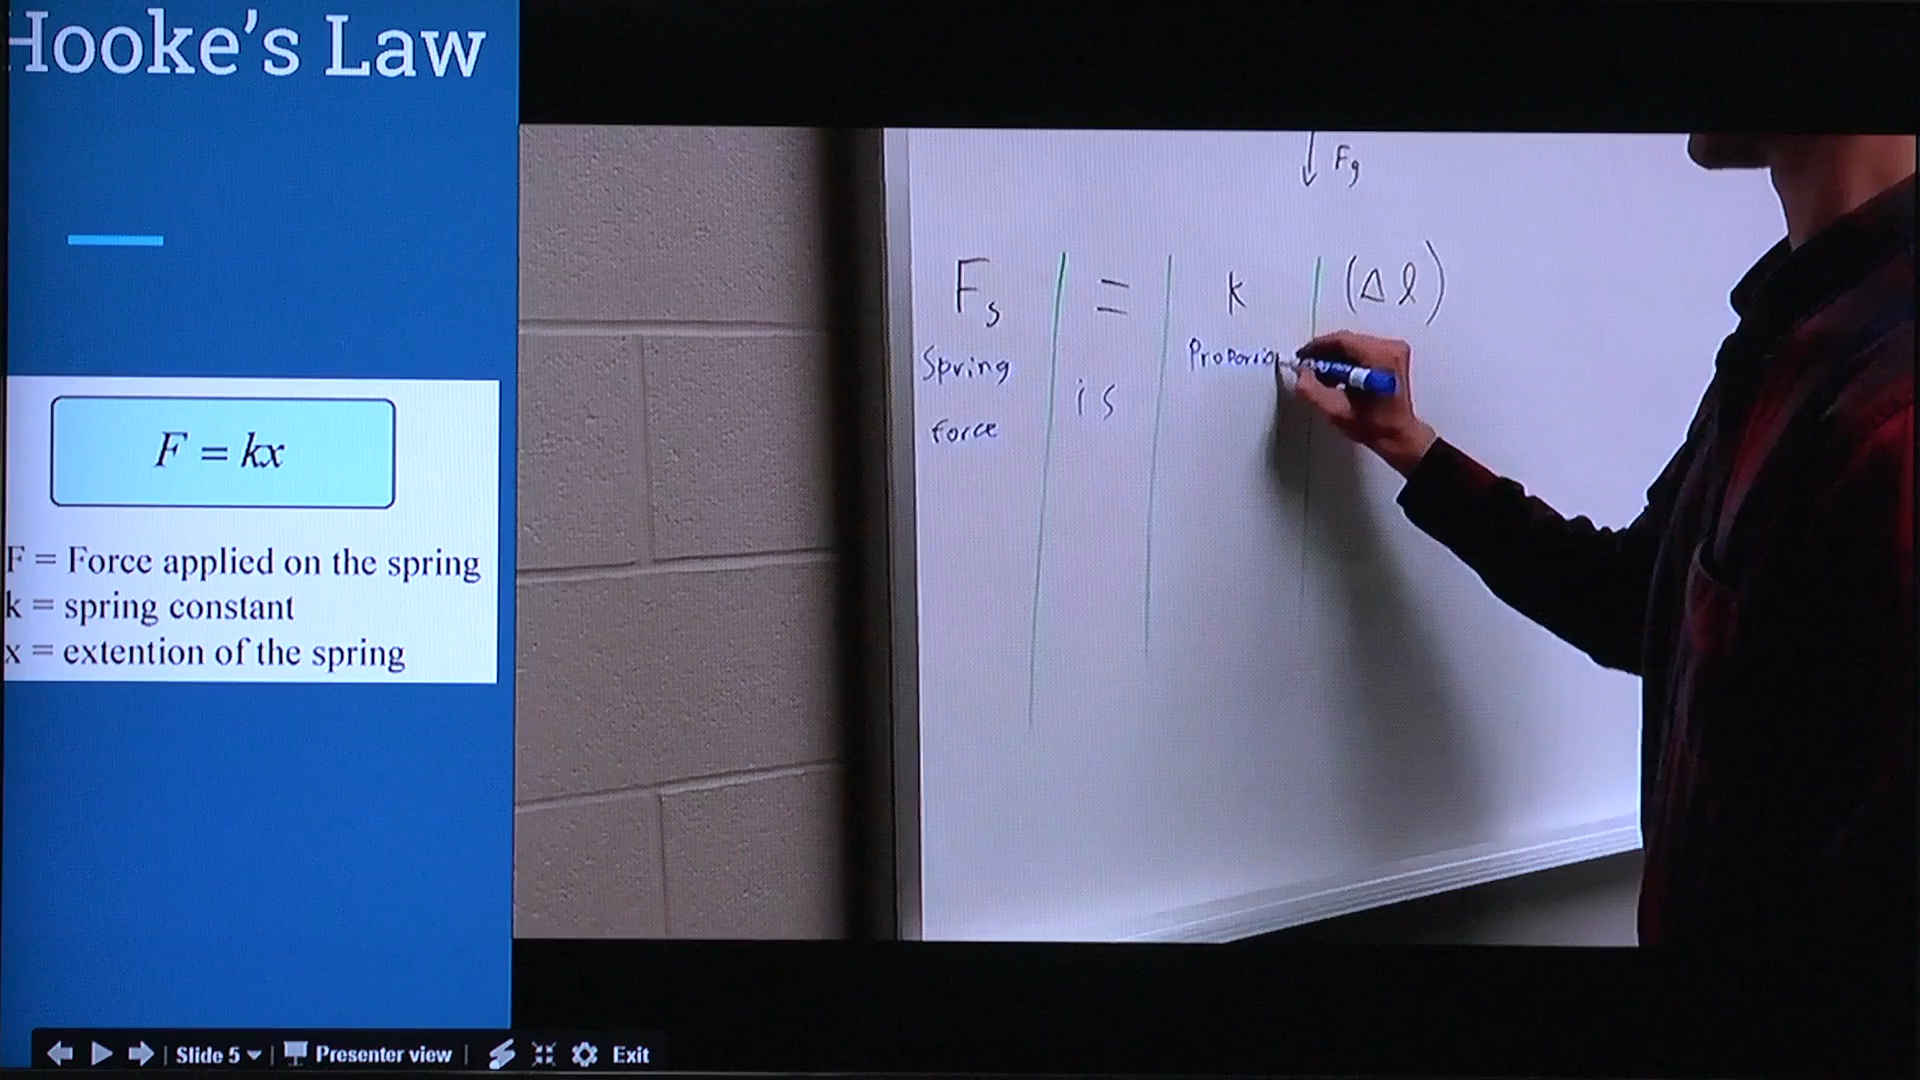 Hooke's Law
F = kx
F = Force applied on the spring
k = spring constant
x = extention of the spring
Fg
Fs = k (Δl)
Spring force
is
Slide 5
Presenter view
Exit